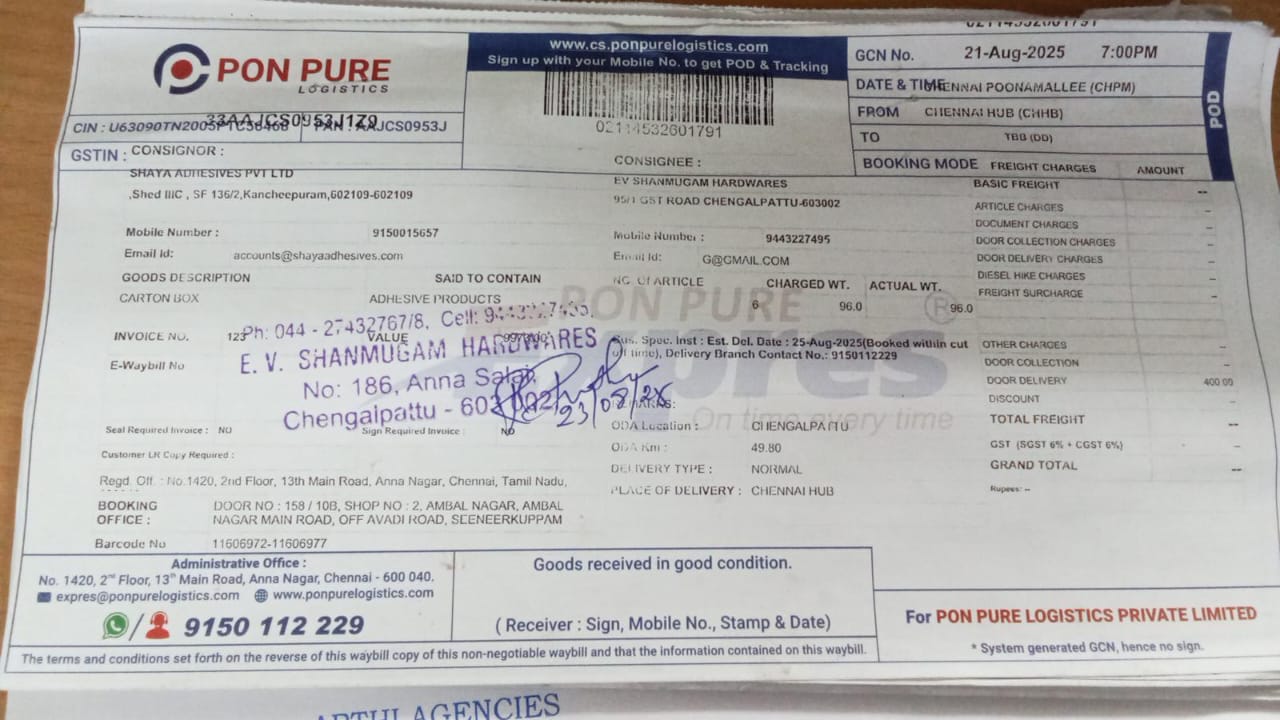 PON PURE
LOGISTICS
www.cs.ponpurelogistics.com
Sign up with your Mobile No. to get POD & Tracking
02114532601791
GCN No. 21-Aug-2025 7:00PM
DATE & TIME CHENNAI POONAMALLEE (CHPM)
FROM CHENNAI HUB (CHHB)
TO TBB (DD)
POD
CIN : PAN : AAJCS0953J
33AAJCS0953J1Z9
GSTIN : CONSIGNOR :
CONSIGNEE :
BOOKING MODE FREIGHT CHARGES AMOUNT
SHAYA ADHESIVES PVT LTD
,Shed IIIC , SF 136/2,Kancheepuram,602109-602109
EV SHANMUGAM HARDWARES
95/1 GST ROAD CHENGALPATTU-603002
BASIC FREIGHT --
ARTICLE CHARGES --
DOCUMENT CHARGES --
DOOR COLLECTION CHARGES --
DOOR DELIVERY CHARGES --
DIESEL HIKE CHARGES --
FREIGHT SURCHARGE --
Mobile Number : 9150015657
Mobile Number : 9443227495
Email Id: accounts@shayaadhesives.com
Email Id: G@GMAIL.COM
GOODS DESCRIPTION SAID TO CONTAIN
NO. OF ARTICLE CHARGED WT. ACTUAL WT.
CARTON BOX ADHESIVE PRODUCTS
6 96.0 96.0
PON PURE
Expres
On time every time
INVOICE NO. 123 VALUE
Cus. Spec. Inst : Est. Del. Date : 25-Aug-2025(Booked within cut
off time), Delivery Branch Contact No.: 9150112229
E-Waybill No
Ph: 044 - 27432767/8, Cell:
E. V. SHANMUGAM HARDWARES
No: 186, Anna Salai,
Chengalpattu - 603 002
OTHER CHARGES --
DOOR COLLECTION --
DOOR DELIVERY 400.00
DISCOUNT --
TOTAL FREIGHT --
GST (SGST 6% + CGST 6%) --
GRAND TOTAL --
Rupees: --
REMARKS:
ODA Location : CHENGALPATTU
ODA Km : 49.80
DELIVERY TYPE : NORMAL
PLACE OF DELIVERY : CHENNAI HUB
Seal Required Invoice : NO Sign Required Invoice : NO
Customer LR Copy Required :
Regd. Off. : No.1420, 2nd Floor, 13th Main Road, Anna Nagar, Chennai, Tamil Nadu,
BOOKING OFFICE : DOOR NO : 158 / 10B, SHOP NO : 2, AMBAL NAGAR, AMBAL
NAGAR MAIN ROAD, OFF AVADI ROAD, SEENEERKUPPAM
Barcode No 11606972-11606977
Administrative Office :
No. 1420, 2nd Floor, 13th Main Road, Anna Nagar, Chennai - 600 040.
expres@ponpurelogistics.com www.ponpurelogistics.com
9150 112 229
Goods received in good condition.
( Receiver : Sign, Mobile No., Stamp & Date)
For PON PURE LOGISTICS PRIVATE LIMITED
* System generated GCN, hence no sign.
The terms and conditions set forth on the reverse of this waybill copy of this non-negotiable waybill and that the information contained on this waybill.
AGENCIES